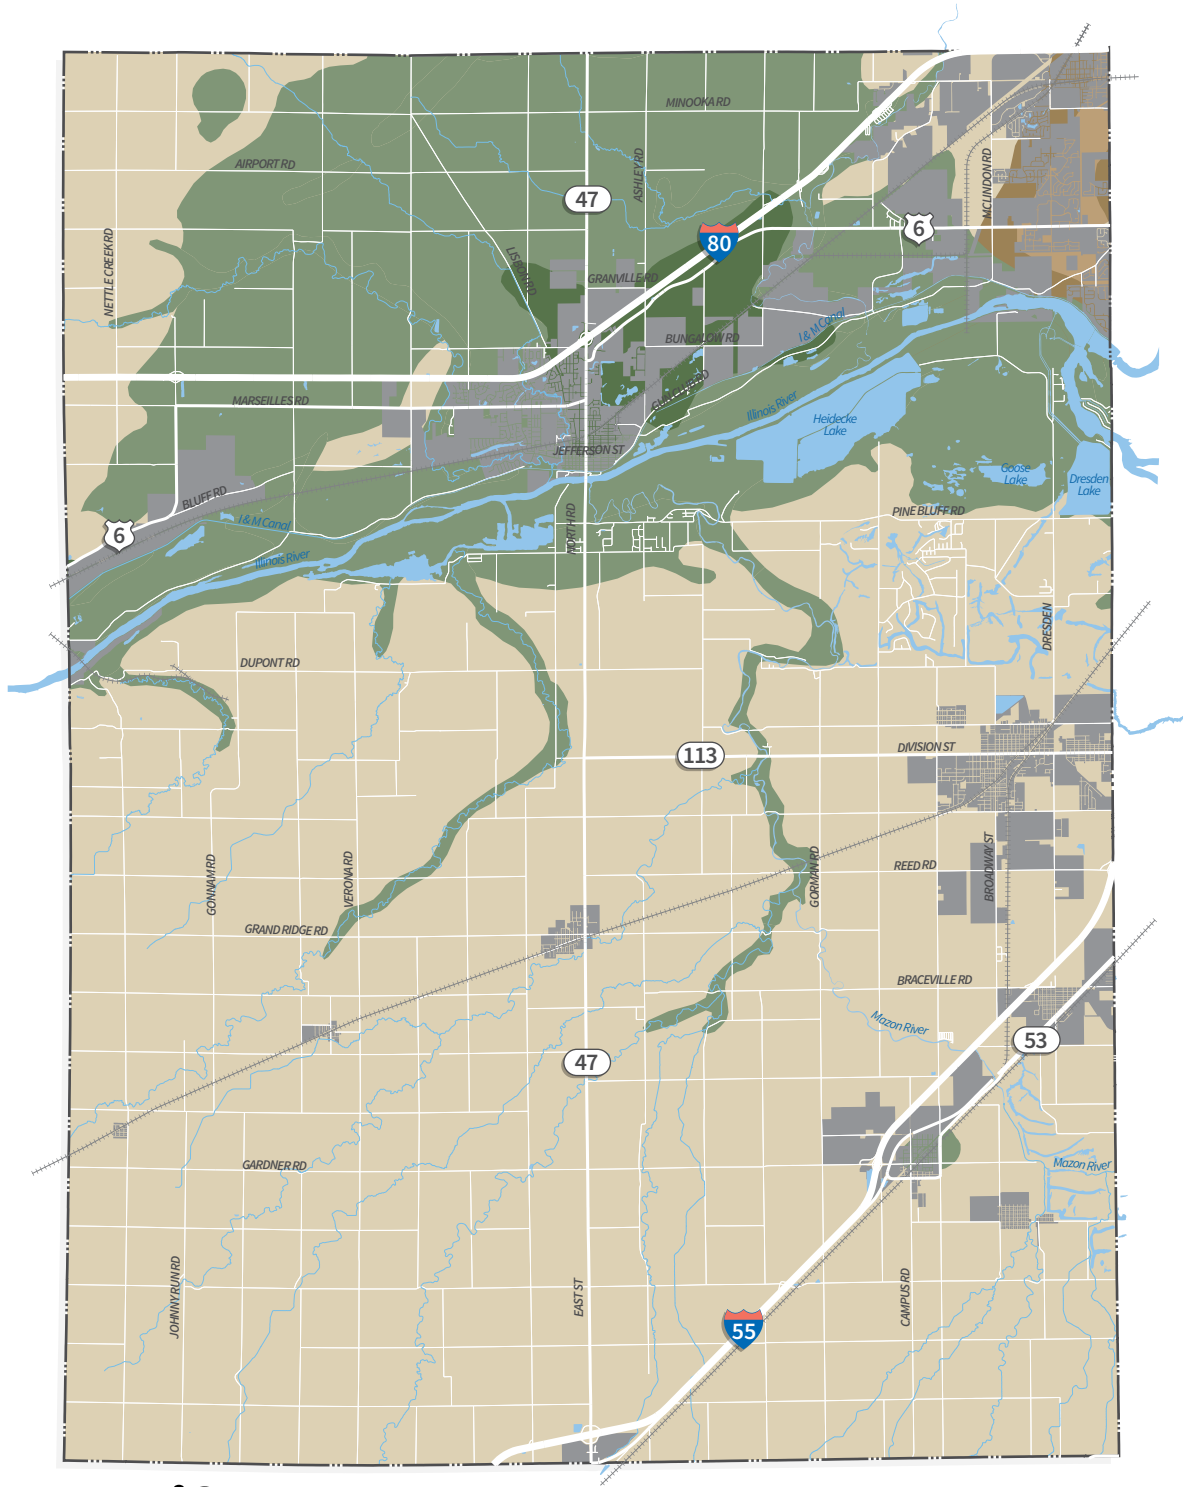 MINOOKA RD
ASHLEY RD
AIRPORT RD
MCLINDON RD
47
80
6
NETTLE CREEK RD
LISBON RD
GRANVILLE RD
I & M Canal
BUNGALOW RD
MARSEILLES RD
Illinois River
Heidecke
Lake
JEFFERSON ST
Goose
Lake
Dresden
Lake
BLUFF RD
PINE BLUFF RD
I & M Canal
NORTH RD
6
Illinois River
DRESDEN
DUPONT RD
113
DIVISION ST
GONNAM RD
VERONA RD
GORMAN RD
REED RD
BROADWAY ST
GRAND RIDGE RD
BRACEVILLE RD
Mazon River
53
47
GARDNER RD
Mazon River
JOHNNY RUN RD
EAST ST
CAMPUS RD
55